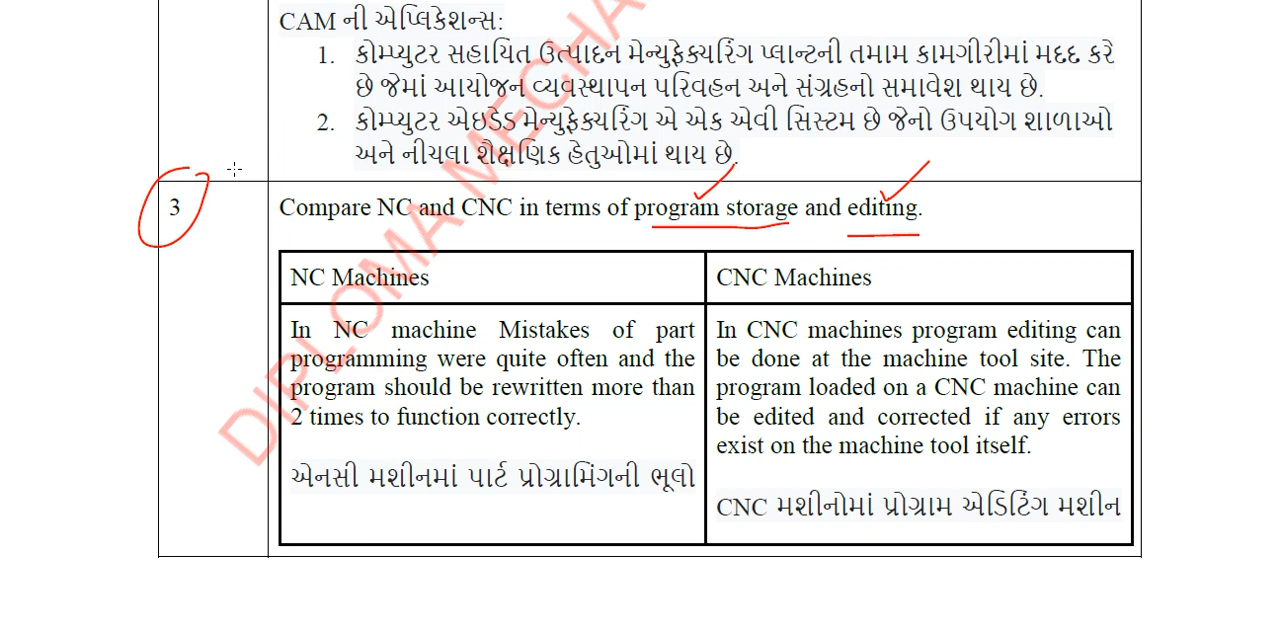 CAM ની એપ્લિકેશન્સ:
1. કોમ્પ્યુટર સહાયિત ઉત્પાદન મેન્યુફેક્ચરિંગ પ્લાન્ટની તમામ કામગીરીમાં મદદ કરે
છે જેમાં આયોજન વ્યવસ્થાપન પરિવહન અને સંગ્રહનો સમાવેશ થાય છે.
2. કોમ્પ્યુટર એઇડેડ મેન્યુફેક્ચરિંગ એ એક એવી સિસ્ટમ છે જેનો ઉપયોગ શાળાઓ
અને નીચલા શૈક્ષણિક હેતુઓમાં થાય છે.
3
Compare NC and CNC in terms of program storage and editing.
NC Machines
CNC Machines
In NC machine Mistakes of part
programming were quite often and the
program should be rewritten more than
2 times to function correctly.
એનસી મશીનમાં પાર્ટ પ્રોગ્રામિંગની ભૂલો
In CNC machines program editing can
be done at the machine tool site. The
program loaded on a CNC machine can
be edited and corrected if any errors
exist on the machine tool itself.
CNC મશીનોમાં પ્રોગ્રામ એડિટિંગ મશીન
DIPLOMA MECHA